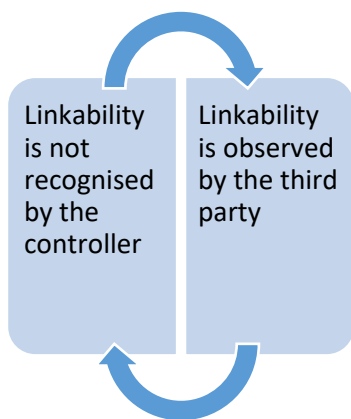 Linkability
is not
recognised
by the
controller
Linkability
is observed
by the third
party